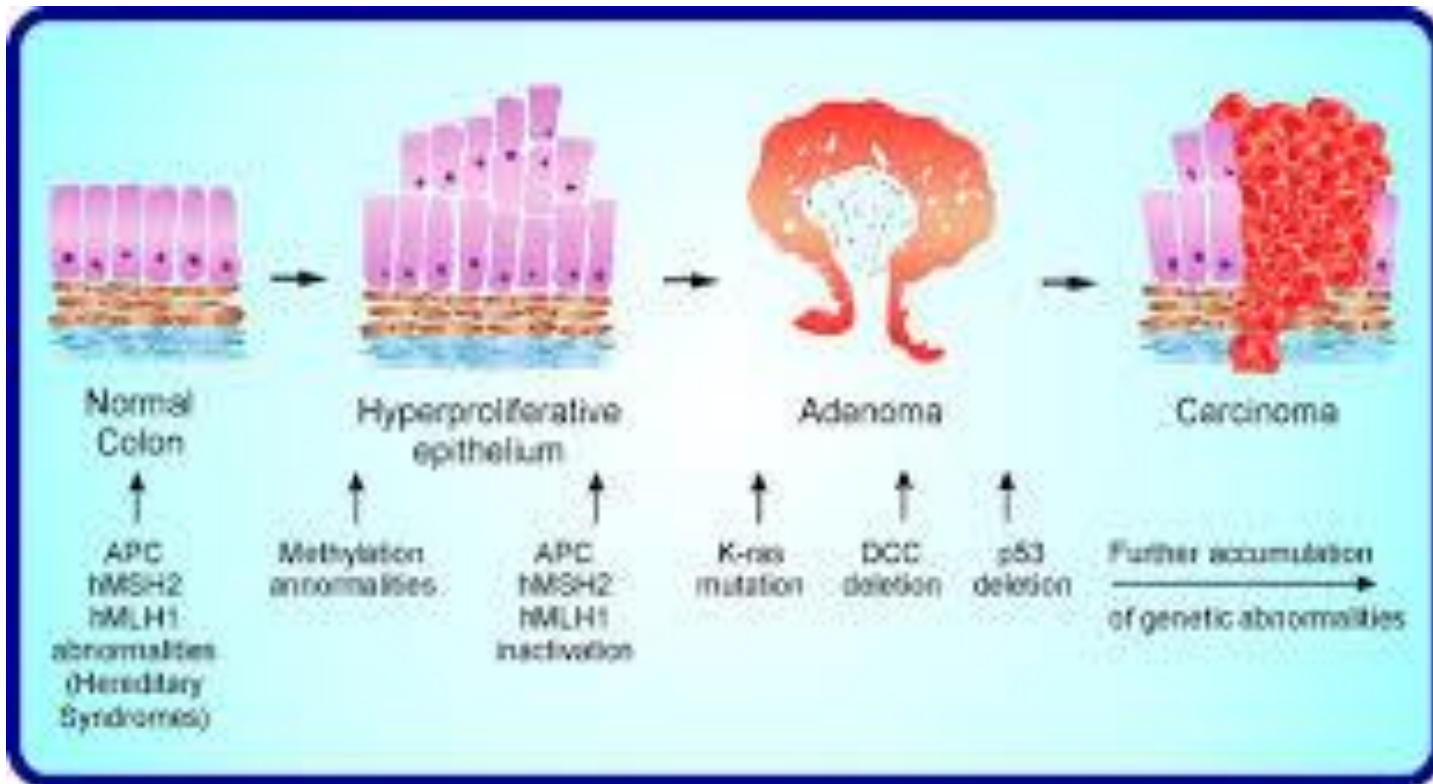 Normal
Colon
Hyperproliferative
epithelium
Adenoma
Carcinoma
APC
hMSH2
hMLH1
abnormalities
(Hereditary
Syndromes)
Methylation
annormalities
APC
hMSH2
hMLH1
inactivation
K-ras
mutation
DCC
deletion
p53
deletion
Further accumulation
of genetic abnormalities